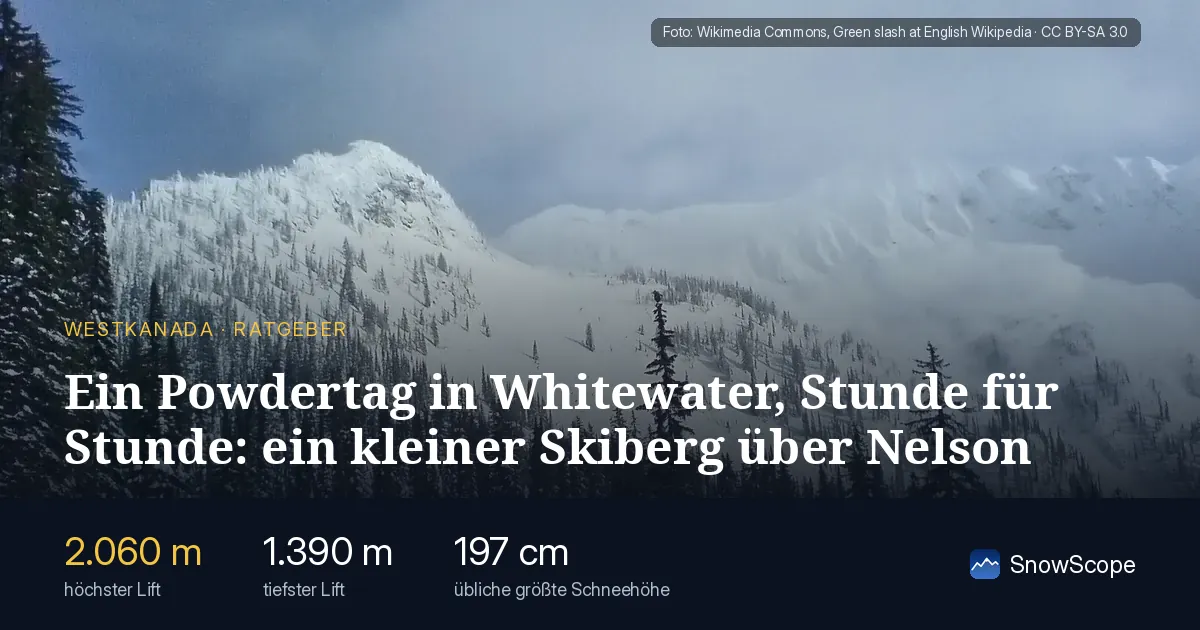 Foto: Wikimedia Commons, Green slash at English Wikipedia · CC BY-SA 3.0
WESTKANADA · RATGEBER
Ein Powdertag in Whitewater, Stunde für
Stunde: ein kleiner Skiberg über Nelson
2.060 m
höchster Lift
1.390 m
tiefster Lift
197 cm
übliche größte Schneehöhe
SnowScope